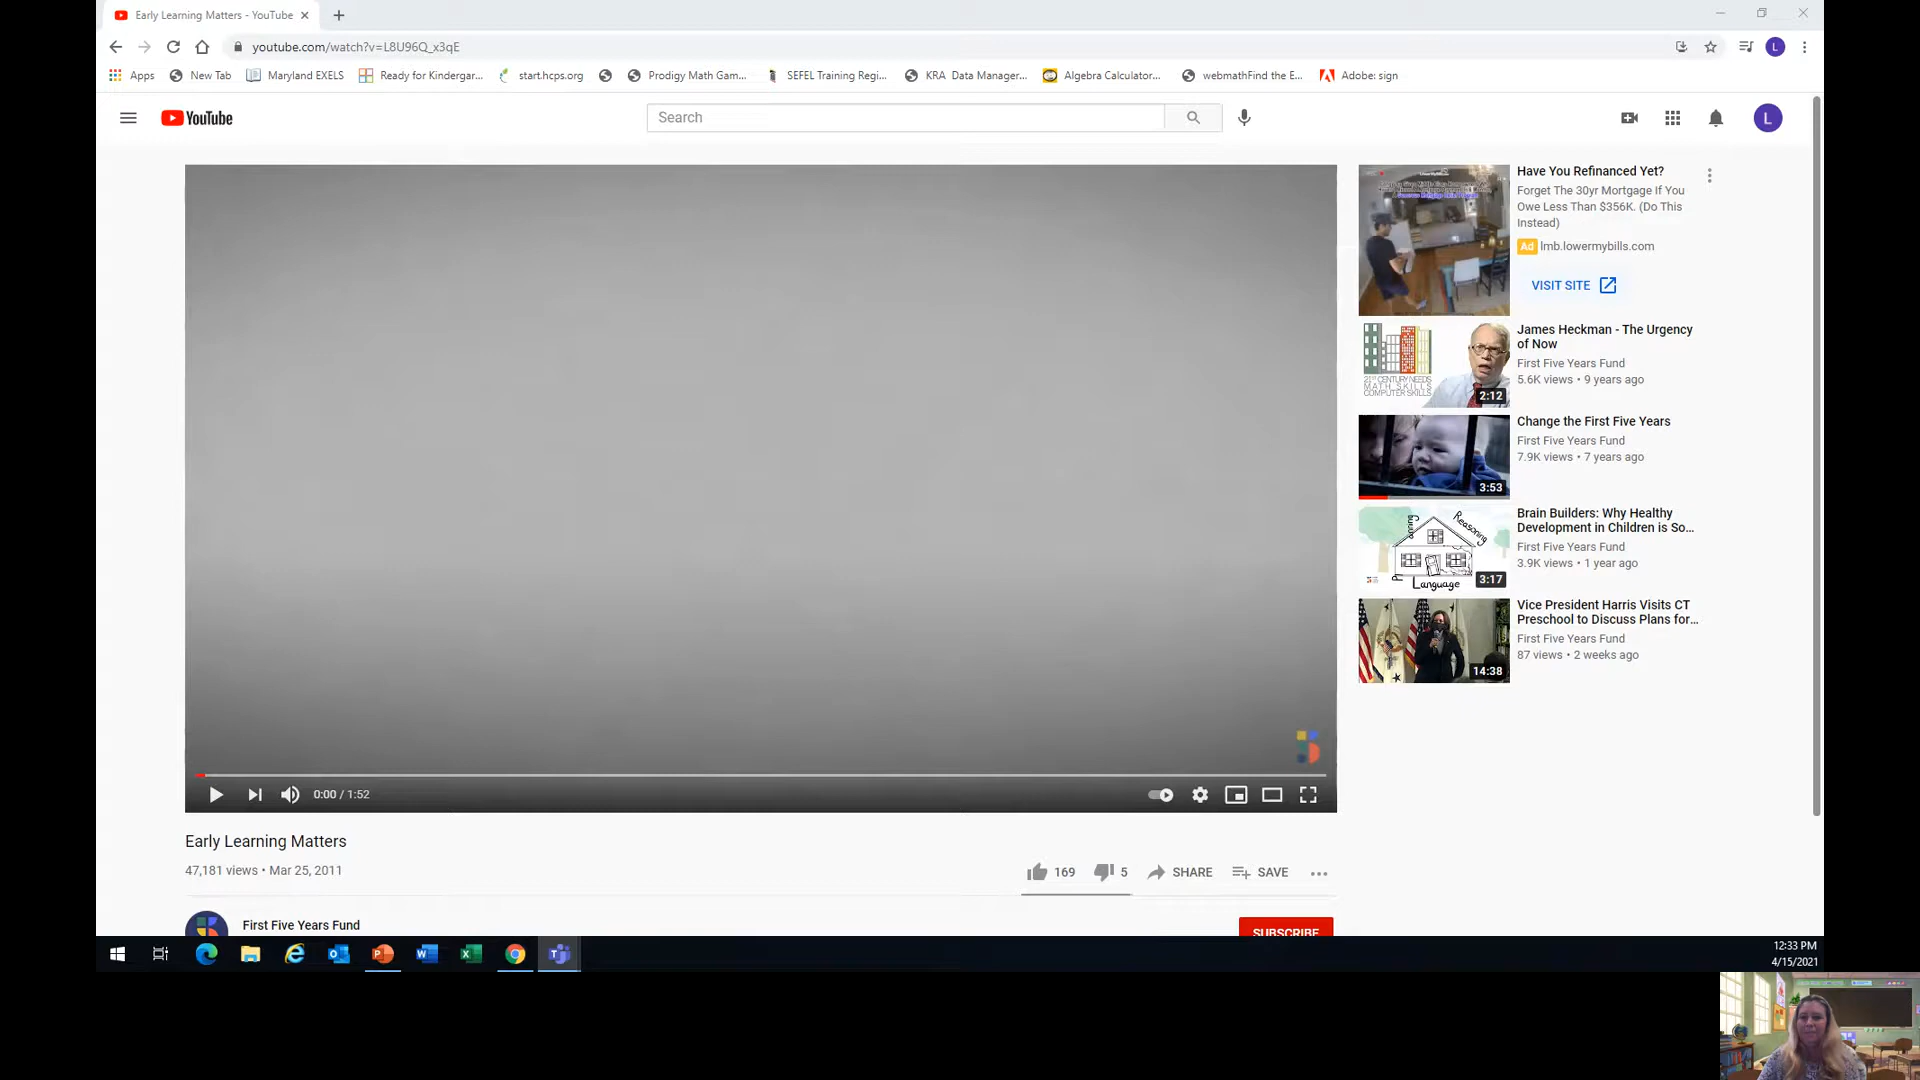 Early Learning Matters - YouTube
youtube.com/watch?v=L8U96Q_x3qE
L
Apps
New Tab
Maryland EXELS
Ready for Kindergar...
start.hcps.org
Prodigy Math Gam...
SEFEL Training Regi...
KRA Data Manager...
Algebra Calculator...
webmathFind the E...
Adobe: sign
YouTube
Search
L
Have You Refinanced Yet?
Forget The 30yr Mortgage If You
Owe Less Than $356K. (Do This
Instead)
Ad lmb.lowermybills.com
VISIT SITE
21ST CENTURY NEEDS
MATH SKILLS
COMPUTER SKILLS
2:12
James Heckman - The Urgency
of Now
First Five Years Fund
5.6K views • 9 years ago
3:53
Change the First Five Years
First Five Years Fund
7.9K views • 7 years ago
Reasoning
Language
3:17
Brain Builders: Why Healthy
Development in Children is So...
First Five Years Fund
3.9K views • 1 year ago
14:38
Vice President Harris Visits CT
Preschool to Discuss Plans for...
First Five Years Fund
87 views • 2 weeks ago
0:00 / 1:52
Early Learning Matters
47,181 views • Mar 25, 2011
169
5
SHARE
SAVE
First Five Years Fund
SUBSCRIBE
12:33 PM
4/15/2021